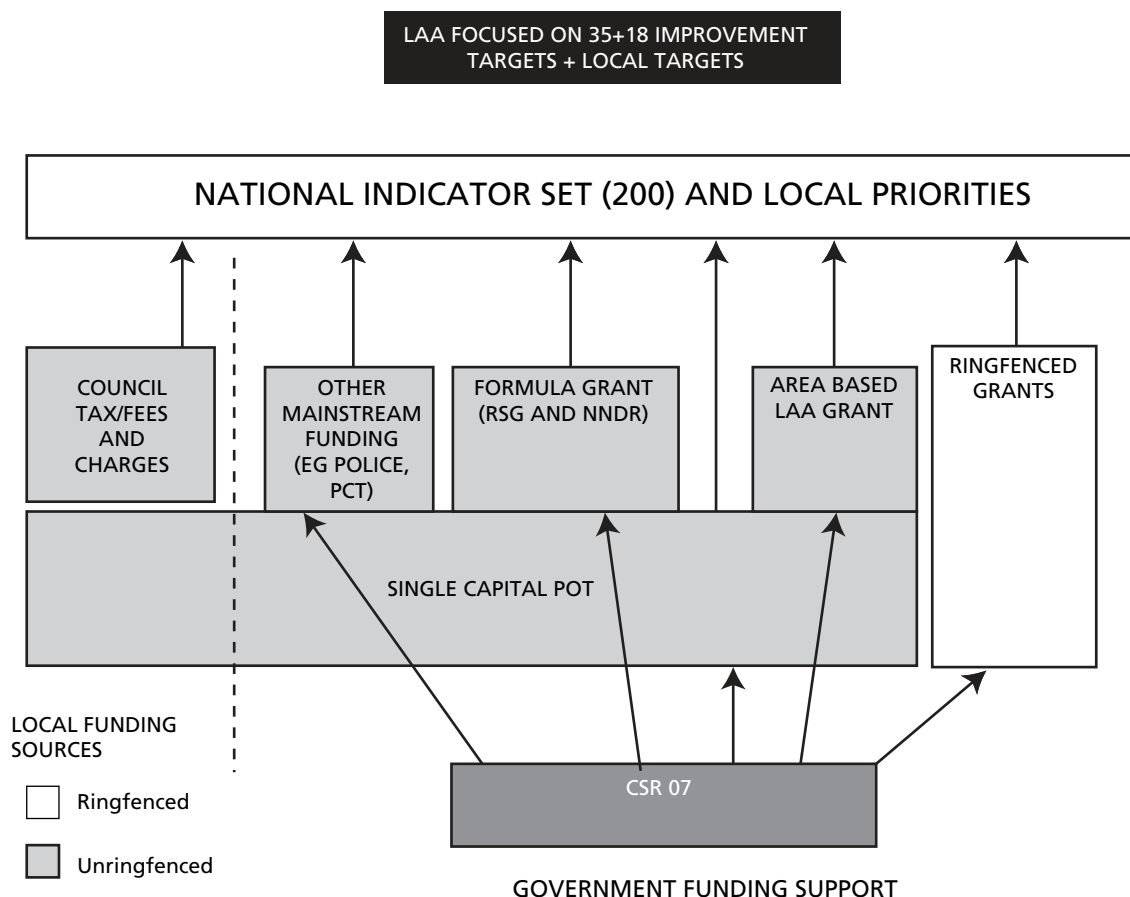 LAA FOCUSED ON 35+18 IMPROVEMENT
TARGETS + LOCAL TARGETS
NATIONAL INDICATOR SET (200) AND LOCAL PRIORITIES
COUNCIL
TAX/FEES
AND
CHARGES
OTHER
MAINSTREAM
FUNDING
(EG POLICE,
PCT)
FORMULA GRANT
(RSG AND NNDR)
AREA BASED
LAA GRANT
RINGFENCED
GRANTS
SINGLE CAPITAL POT
LOCAL FUNDING
SOURCES
Ringfenced
Unringfenced
CSR 07
GOVERNMENT FUNDING SUPPORT